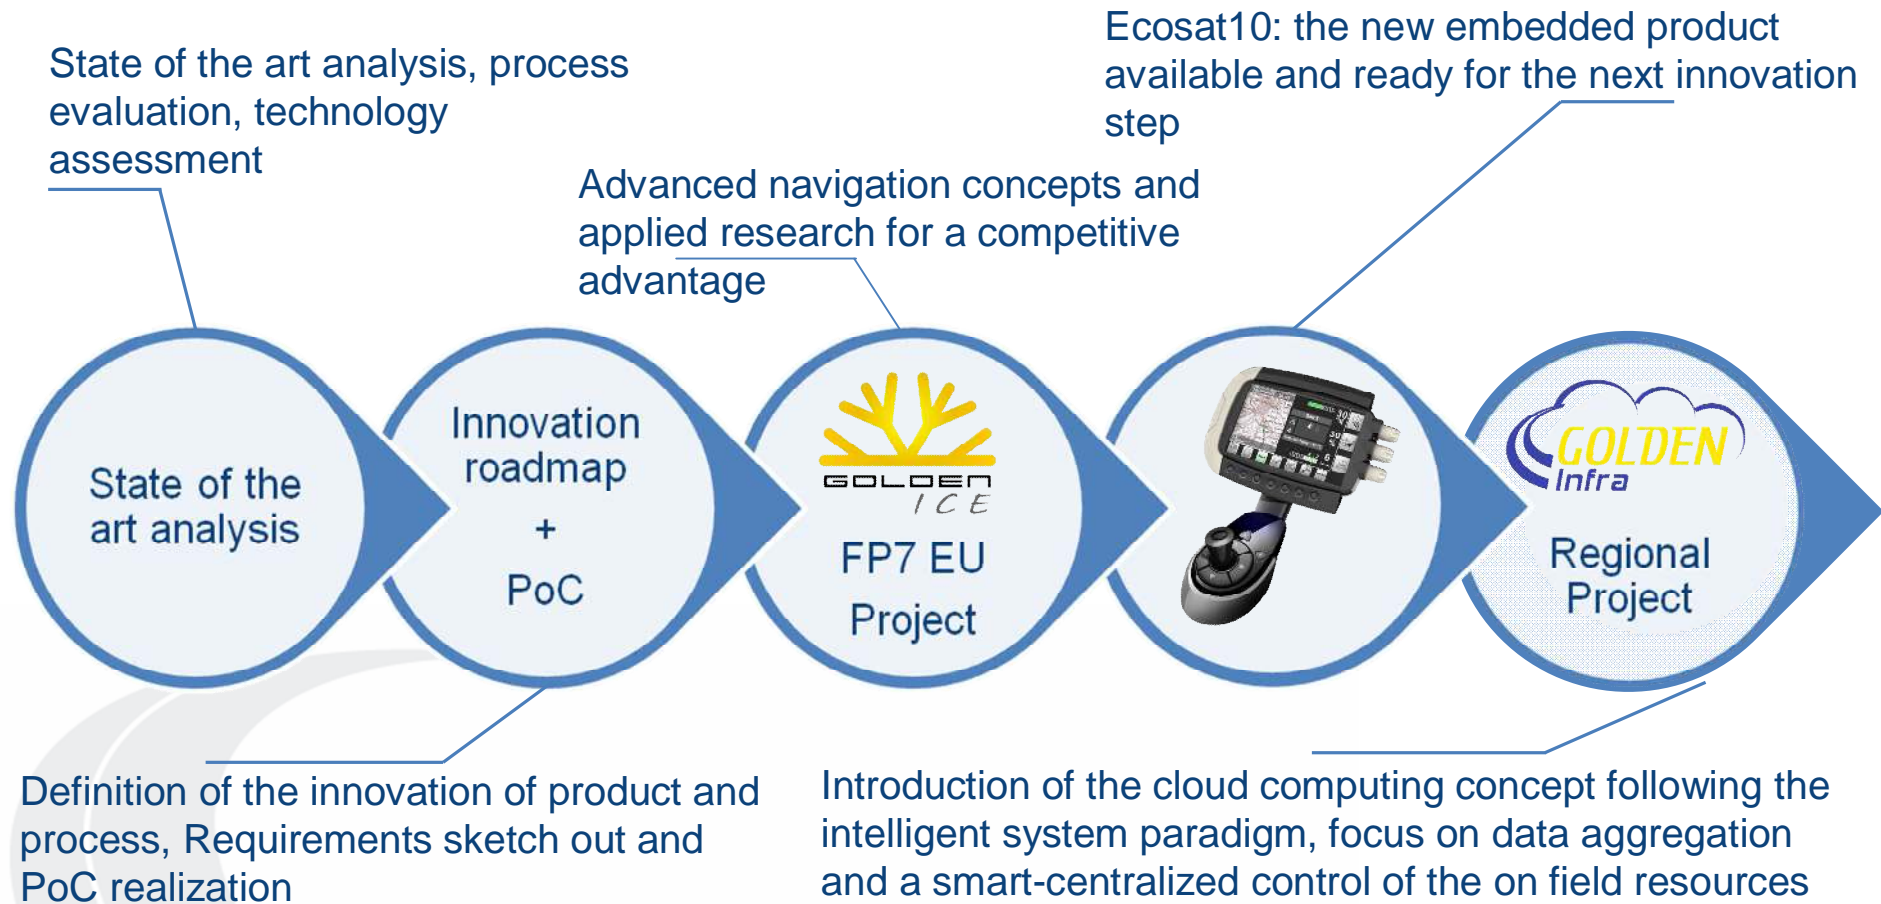 State of the art analysis, process
evaluation, technology
assessment
Ecosat10: the new embedded product
available and ready for the next innovation
step
Advanced navigation concepts and
applied research for a competitive
advantage
State of the
art analysis
Innovation
roadmap
+
PoC
GOLDEN
ICE
FP7 EU
Project
GOLDEN
Infra
Regional
Project
Definition of the innovation of product and
process, Requirements sketch out and
PoC realization
Introduction of the cloud computing concept following the
intelligent system paradigm, focus on data aggregation
and a smart-centralized control of the on field resources